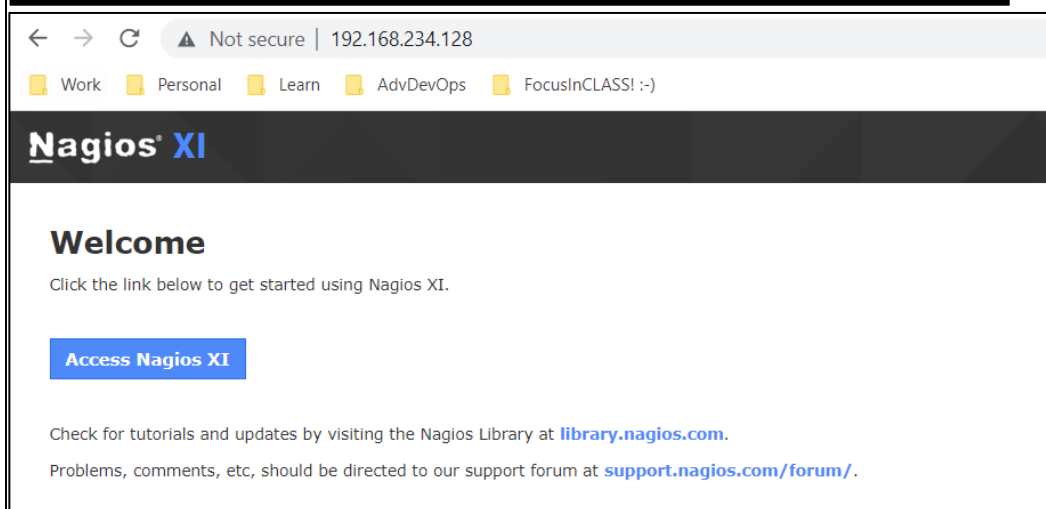 Not secure | 192.168.234.128
Work Personal Learn AdvDevOps FocusInCLASS! :-)
Nagios® XI
Welcome
Click the link below to get started using Nagios XI.
Access Nagios XI
Check for tutorials and updates by visiting the Nagios Library at library.nagios.com.
Problems, comments, etc, should be directed to our support forum at support.nagios.com/forum/.